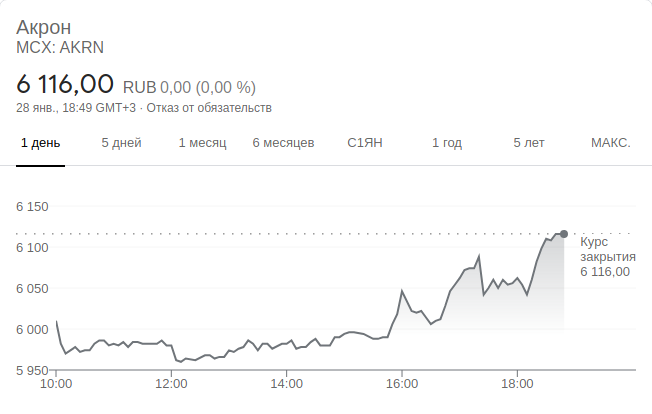 Акрон
MCX: AKRN
6 116,00 RUB 0,00 (0,00 %)
28 янв., 18:49 GMT+3 · Отказ от обязательств
1 день 5 дней 1 месяц 6 месяцев С1ЯН 1 год 5 лет МАКС.
6 150
6 100
6 050
6 000
5 950
Курс
закрытия
6 116,00
10:00 12:00 14:00 16:00 18:00